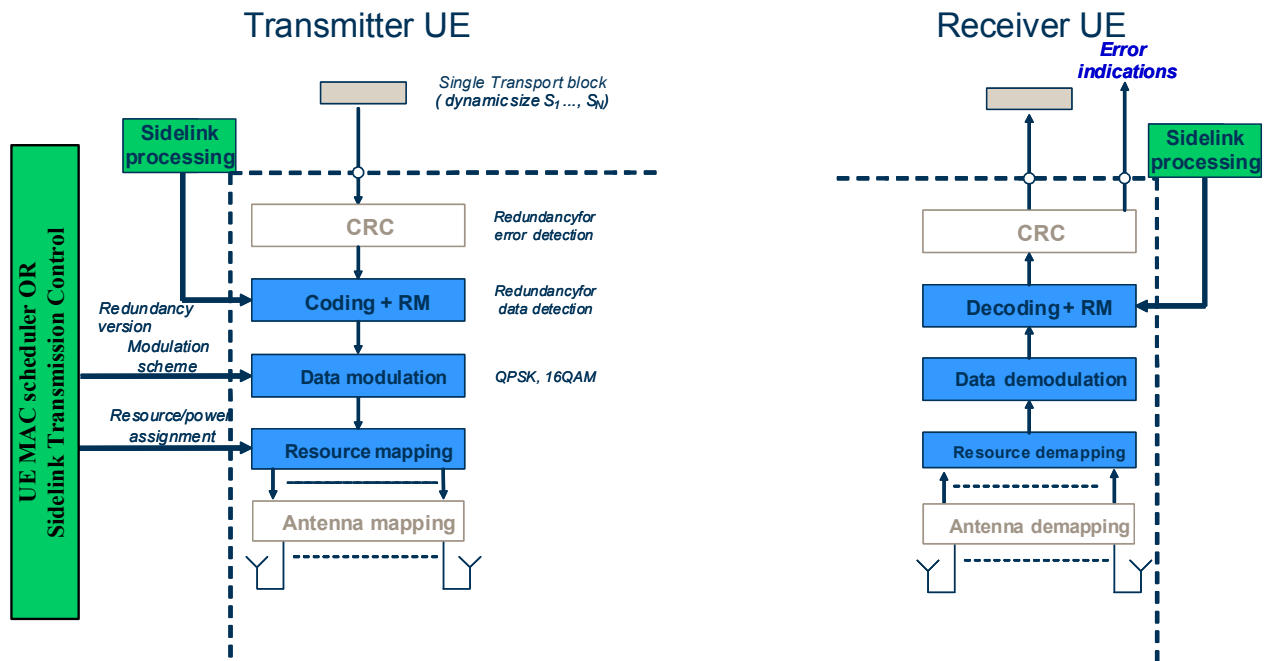 Transmitter UE
Single Transport block
( dynamic size S1 ..., SN)
Sidelink
processing
CRC
Redundancyfor
error detection
Coding + RM
Redundancyfor
data detection
Redundancy
version
Modulation
scheme
Data modulation
QPSK, 16QAM
Resource/power
assignment
Resource mapping
Antenna mapping
UE MAC scheduler OR
Sidelink Transmission Control
Receiver UE
Error
indications
Sidelink
processing
CRC
Decoding + RM
Data demodulation
Resource demapping
Antenna demapping